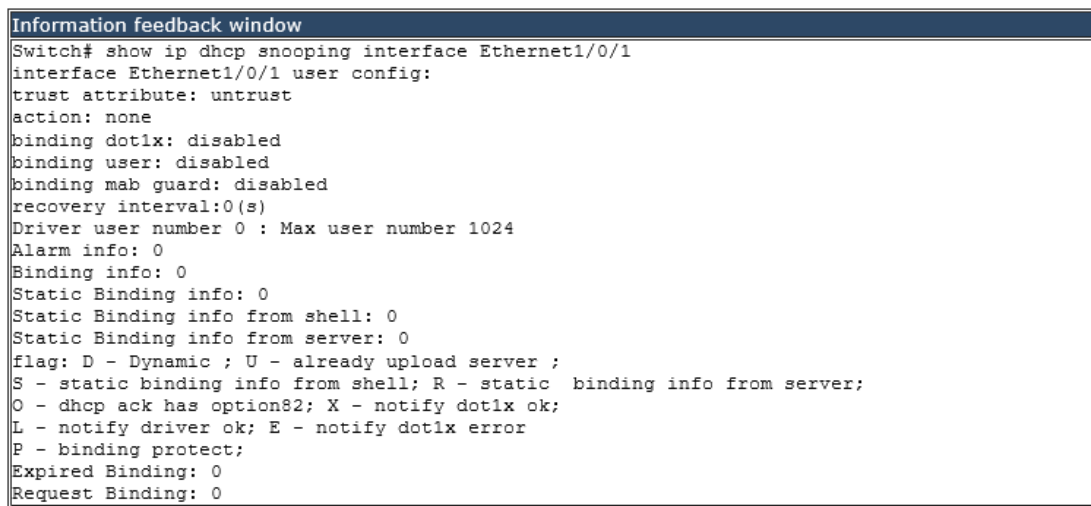 Information feedback window
Switch# show ip dhcp snooping interface Ethernet1/0/1
interface Ethernet1/0/1 user config:
trust attribute: untrust
action: none
binding dot1x: disabled
binding user: disabled
binding mab guard: disabled
recovery interval:0(s)
Driver user number 0 : Max user number 1024
Alarm info: 0
Binding info: 0
Static Binding info: 0
Static Binding info from shell: 0
Static Binding info from server: 0
flag: D - Dynamic ; U - already upload server ;
S - static binding info from shell; R - static  binding info from server;
O - dhcp ack has option82; X - notify dot1x ok;
L - notify driver ok; E - notify dot1x error
P - binding protect;
Expired Binding: 0
Request Binding: 0